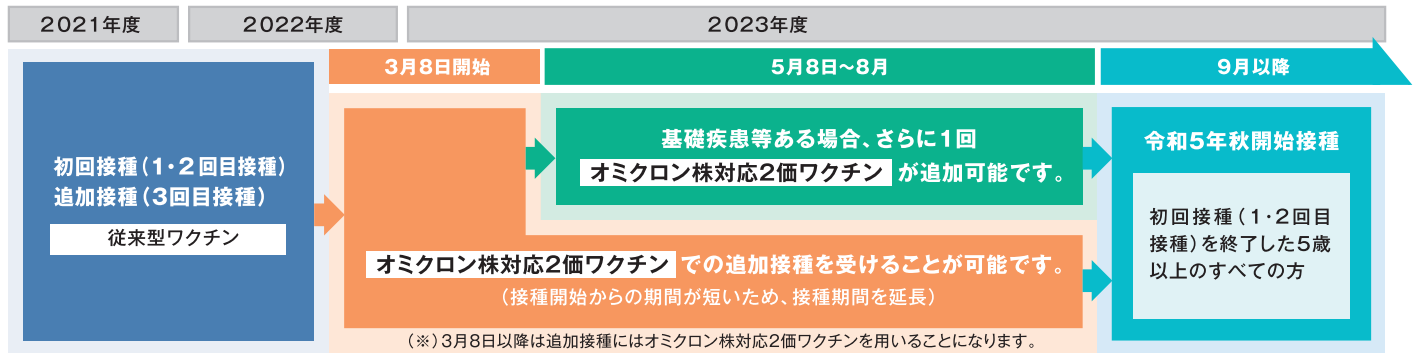 2021年度
2022年度
2023年度
3月8日開始
5月8日～8月
9月以降
初回接種（1・2回目接種）
追加接種（3回目接種）
従来型ワクチン
基礎疾患等ある場合、さらに1回
オミクロン株対応2価ワクチン が追加可能です。
オミクロン株対応2価ワクチン での追加接種を受けることが可能です。
（接種開始からの期間が短いため、接種期間を延長）
（※）3月8日以降は追加接種にはオミクロン株対応2価ワクチンを用いることになります。
令和5年秋開始接種
初回接種（1・2回目
接種）を終了した5歳
以上のすべての方